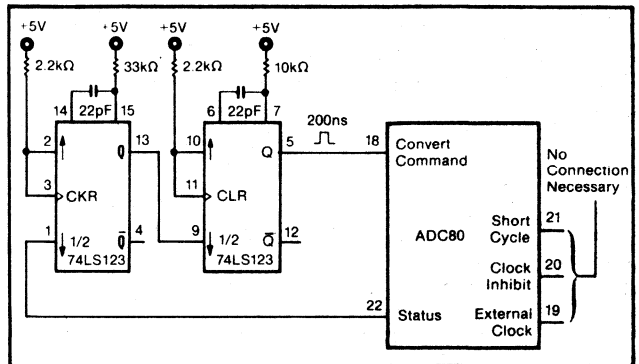 +5V +5V +5V +5V
2.2kΩ 33kΩ 2.2kΩ 10kΩ
14 22pF 15 6 22pF 7
200ns
2 Q 13 10 Q 5 18 Convert
Command
No
Connection
Necessary
3 CKR 11 CLR
ADC80
Short 21
Cycle
1 1/2 Q̅ 4 9 1/2 Q̅ 12
74LS123 74LS123
Clock 20
Inhibit
22 Status External 19
Clock